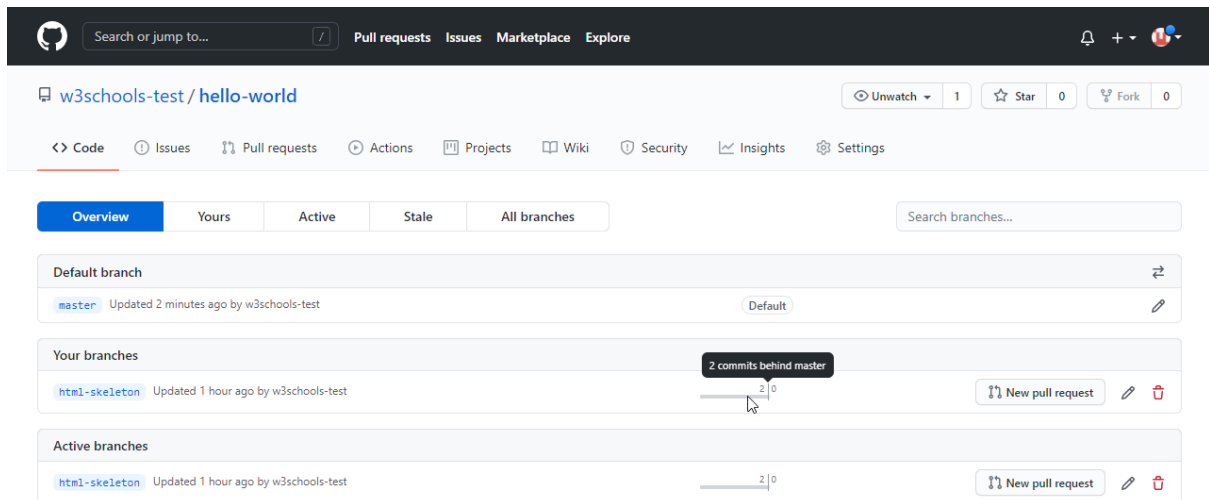 Search or jump to... / Pull requests Issues Marketplace Explore
w3schools-test / hello-world Unwatch 1 Star 0 Fork 0
<> Code Issues Pull requests Actions Projects Wiki Security Insights Settings
Overview Yours Active Stale All branches Search branches...
Default branch
master Updated 2 minutes ago by w3schools-test Default
Your branches
2 commits behind master
html-skeleton Updated 1 hour ago by w3schools-test 2 | 0 New pull request
Active branches
html-skeleton Updated 1 hour ago by w3schools-test 2 | 0 New pull request